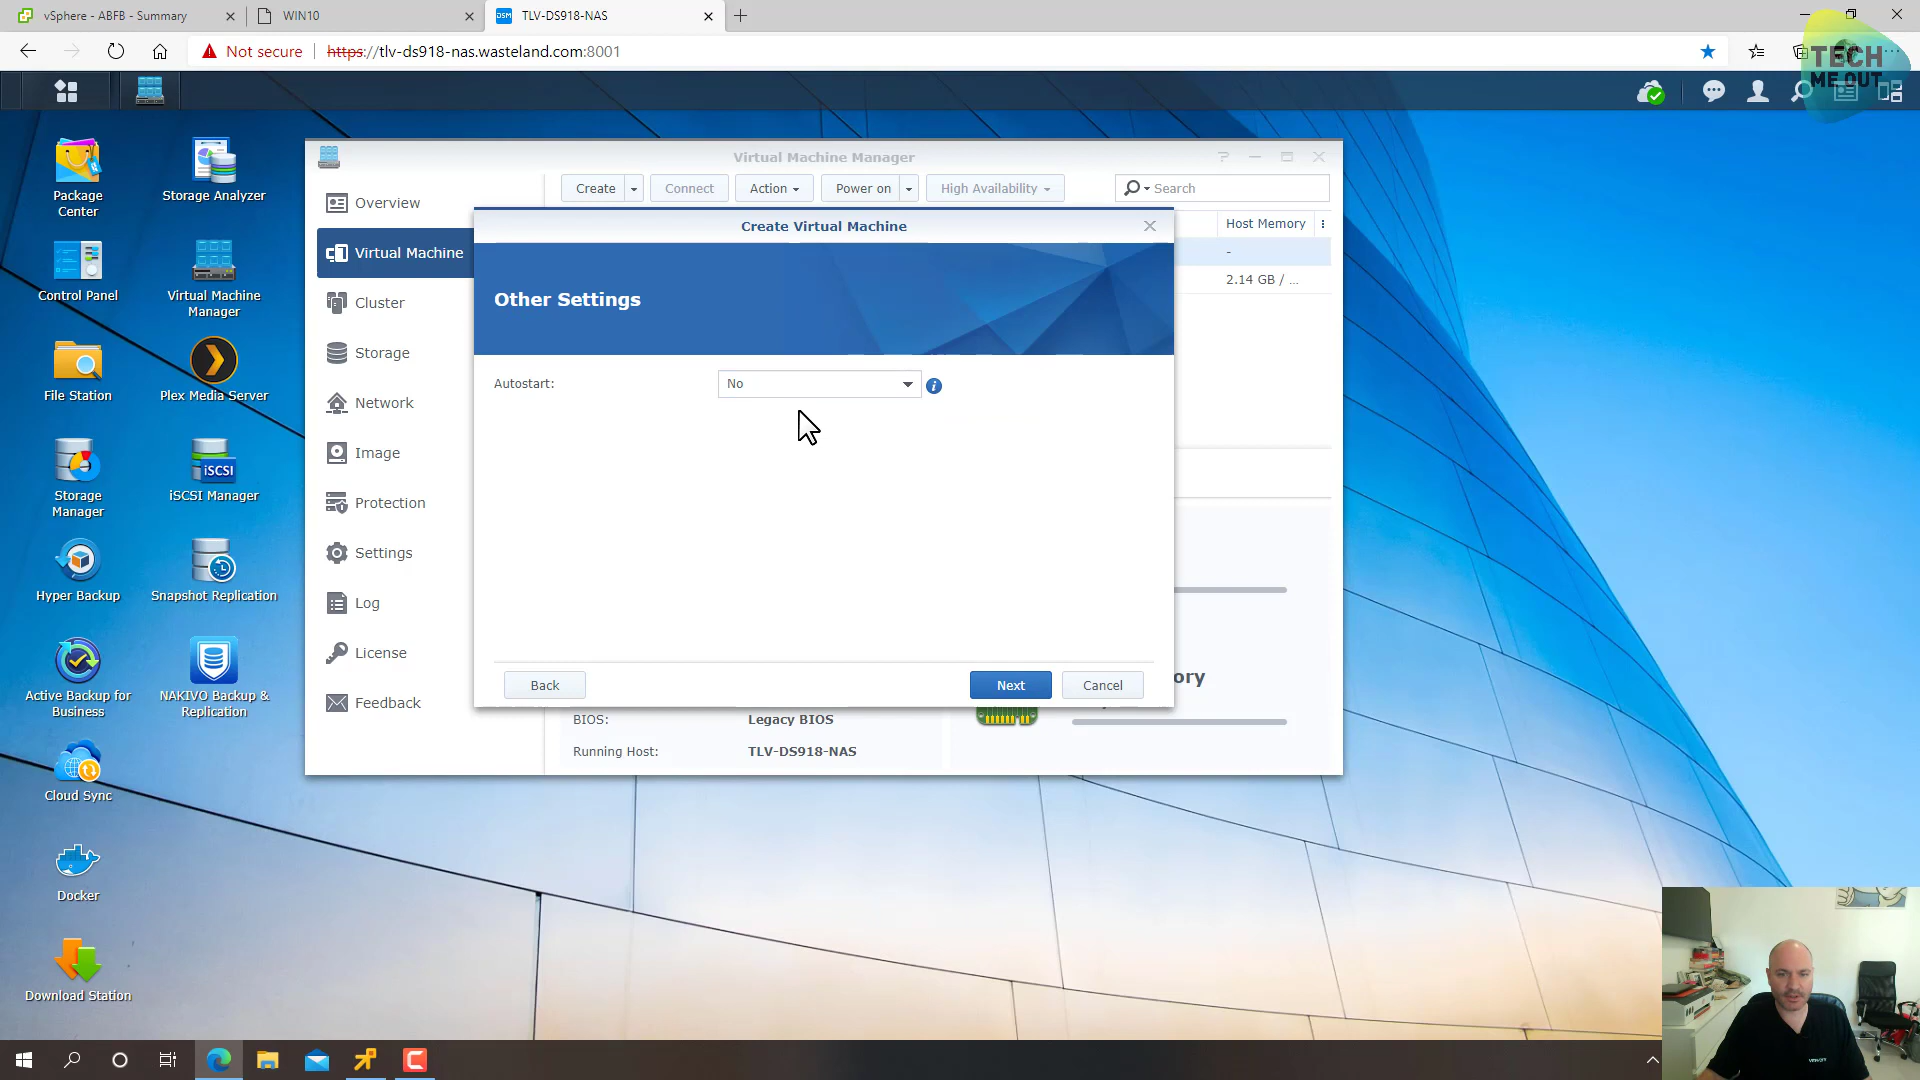 vSphere - ABFB - Summary
WIN10
DSM
TLV-DS918-NAS
Not secure
https://tlv-ds918-nas.wasteland.com:8001
TECH
ME OUT
Package
Center
Storage Analyzer
Control Panel
Virtual Machine
Manager
File Station
Plex Media Server
Storage
Manager
iSCSI
iSCSI Manager
Hyper Backup
Snapshot Replication
Active Backup for
Business
NAKIVO Backup &
Replication
Cloud Sync
Docker
Download Station
Virtual Machine Manager
Overview
Virtual Machine
Cluster
Storage
Network
Image
Protection
Settings
Log
License
Feedback
Create
Connect
Action
Power on
High Availability
Search
Host Memory
-
2.14 GB / ...
Create Virtual Machine
Other Settings
Autostart:
No
Back
Next
Cancel
ory
BIOS:
Legacy BIOS
Running Host:
TLV-DS918-NAS